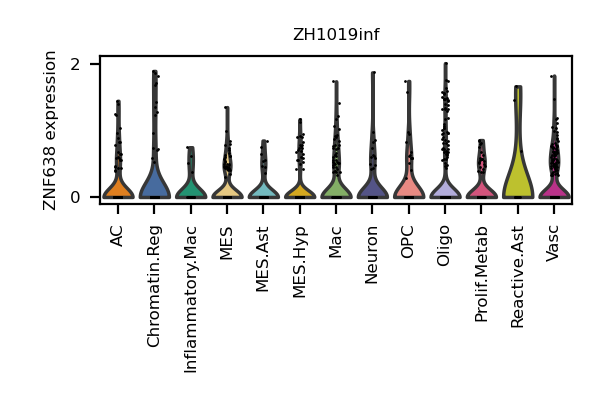 ZH1019inf
ZNF638 expression
2
0
AC
Chromatin.Reg
Inflammatory.Mac
MES
MES.Ast
MES.Hyp
Mac
Neuron
OPC
Oligo
Prolif.Metab
Reactive.Ast
Vasc